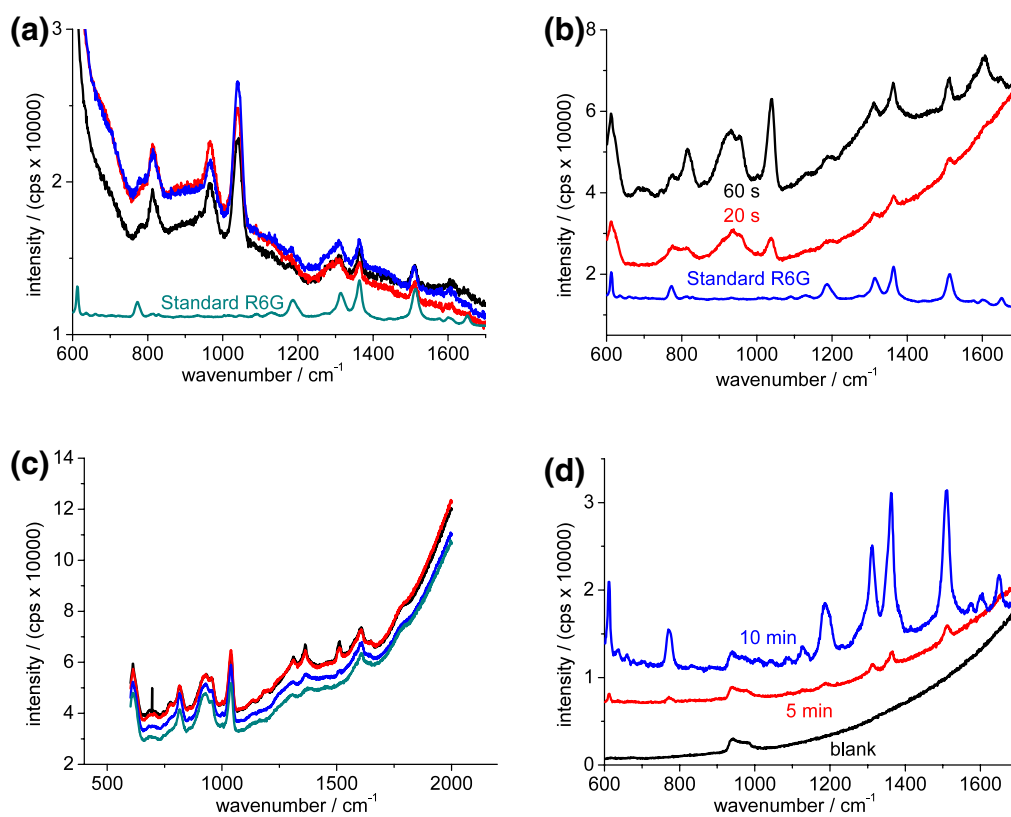 (a)
3
2
1
intensity / (cps x 10000)
Standard R6G
600 800 1000 1200 1400 1600
wavenumber / cm⁻¹
(b)
8
6
4
2
intensity / (cps x 10000)
60 s
20 s
Standard R6G
600 800 1000 1200 1400 1600
wavenumber / cm⁻¹
(c)
14
12
10
8
6
4
2
intensity / (cps x 10000)
500 1000 1500 2000
wavenumber / cm⁻¹
(d)
3
2
1
0
intensity / (cps x 10000)
10 min
5 min
blank
600 800 1000 1200 1400 1600
wavenumber / cm⁻¹